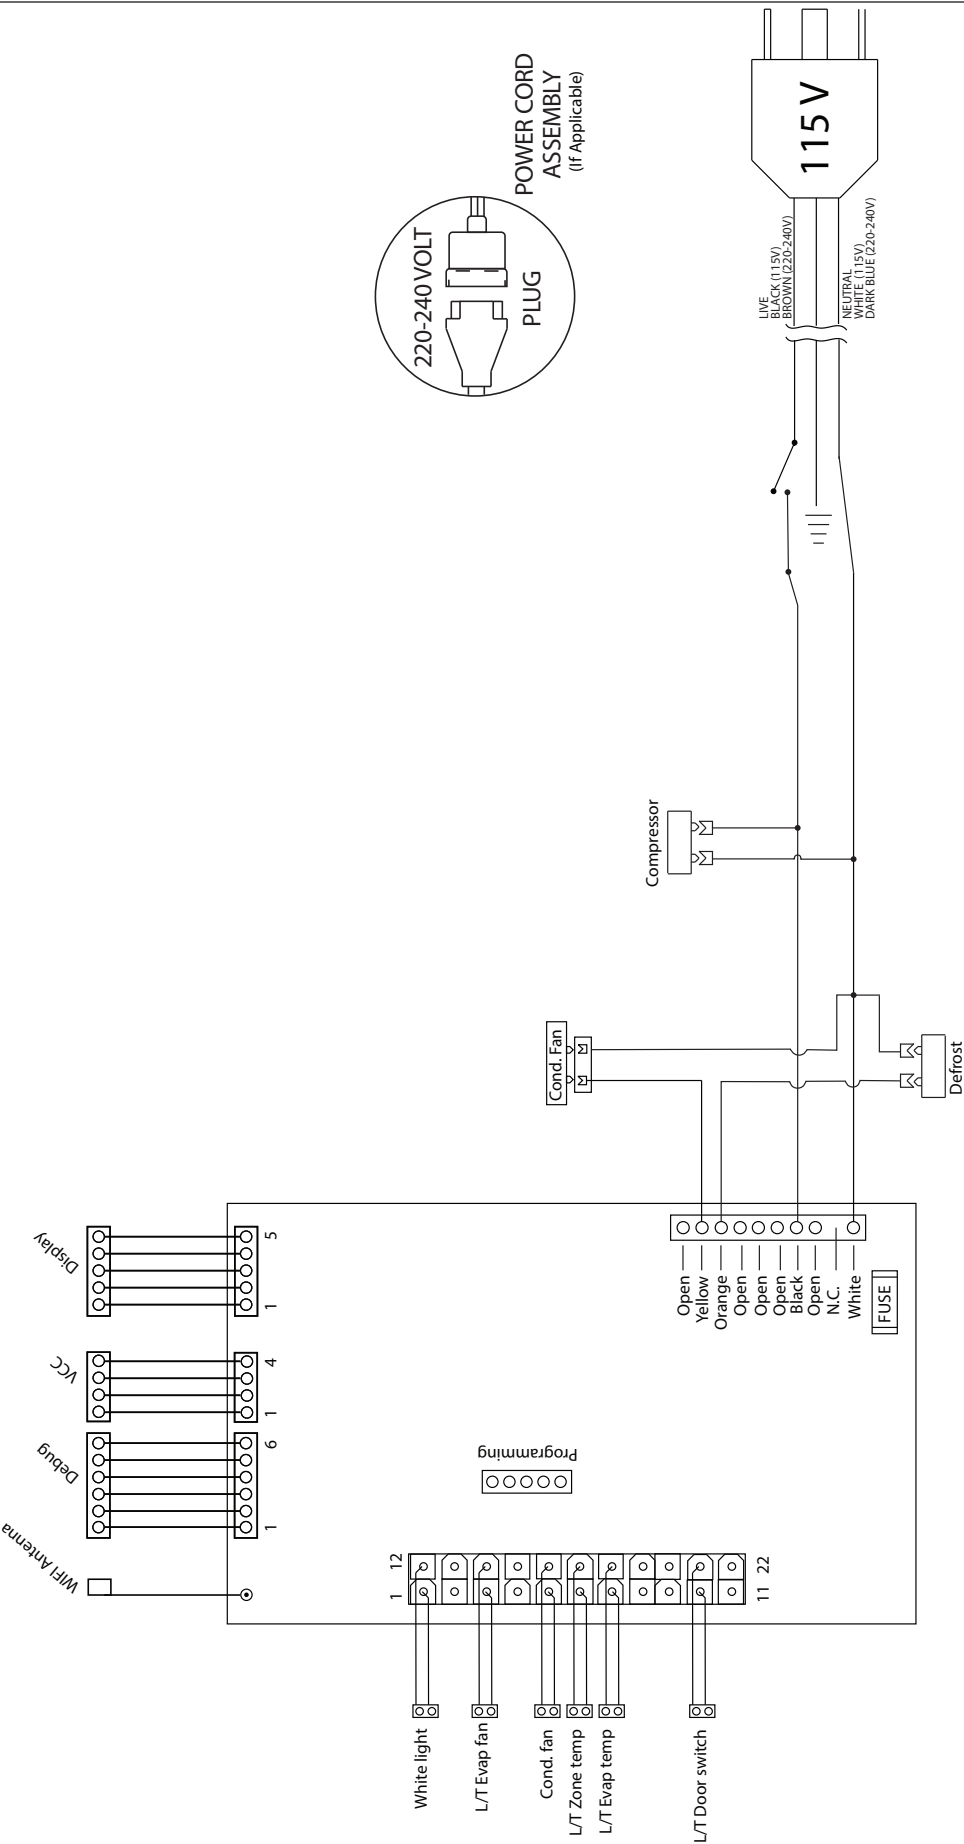 POWER CORD
ASSEMBLY
(If Applicable)
220-240 VOLT
PLUG
115V
LIVE
BLACK (115V)
BROWN (220-240V)
NEUTRAL
WHITE (115V)
DARK BLUE (220-240V)
Compressor
Cond. Fan
Defrost
Display
5
1
VCC
4
1
Debug
6
1
WIFI Antenna
Open
Yellow
Orange
Open
Open
Open
Black
Open
N.C.
White
FUSE
Programming
1
12
11
22
White light
L/T Evap fan
Cond. fan
L/T Zone temp
L/T Evap temp
L/T Door switch